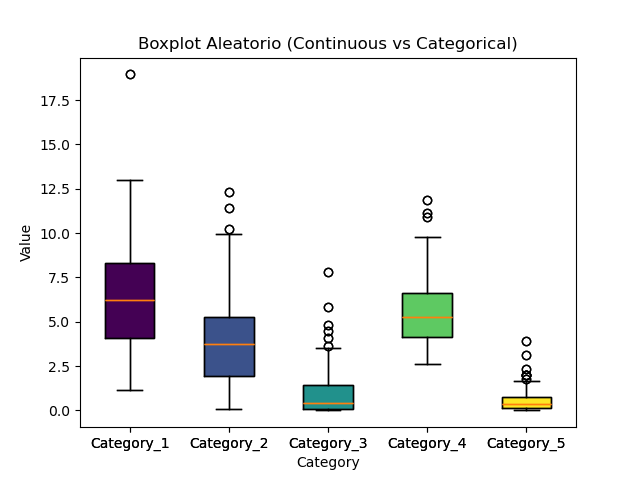 Boxplot Aleatorio (Continuous vs Categorical)
17.5
15.0
12.5
10.0
7.5
5.0
2.5
0.0
Value
Category_1 Category_2 Category_3 Category_4 Category_5
Category